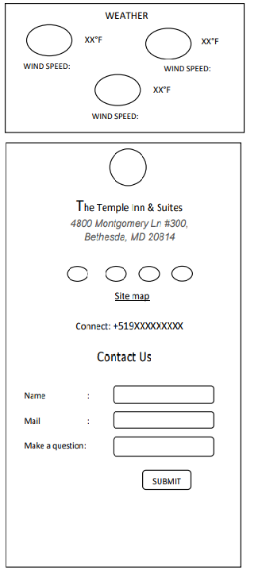 WEATHER
XX°F
XX°F
WIND SPEED:
WIND SPEED:
XX°F
WIND SPEED:
The Temple Inn & Suites
4800 Montgomery Ln #300,
Bethesde, MD 20814
Site map
Connect: +519XXXXXXXXX
Contact Us
Name :
Mail :
Make a question:
SUBMIT